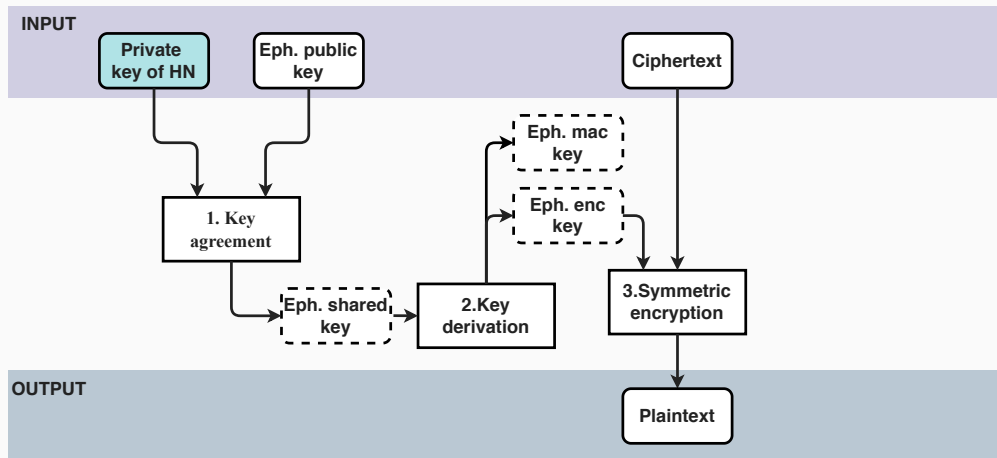 INPUT
Private
key of HN
Eph. public
key
Ciphertext
Eph. mac
key
Eph. enc
key
1. Key
agreement
Eph. shared
key
2.Key
derivation
3.Symmetric
encryption
OUTPUT
Plaintext